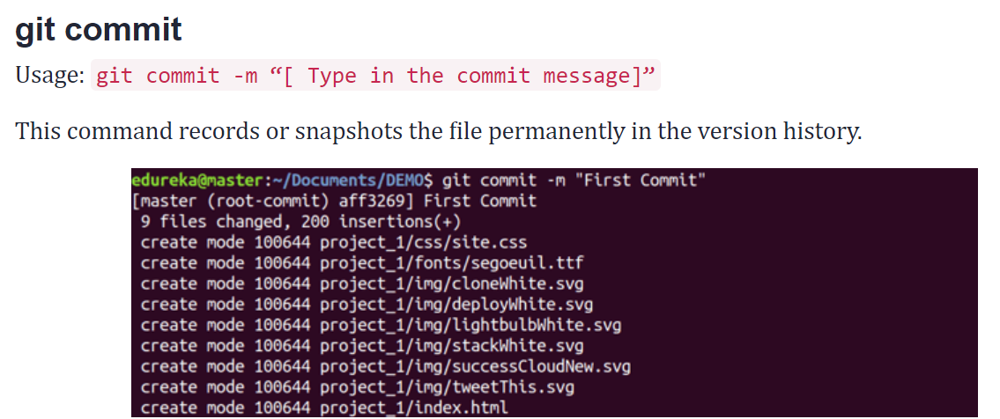 git commit
Usage: git commit -m “[ Type in the commit message]”
This command records or snapshots the file permanently in the version history.
edureka@master:~/Documents/DEMO$ git commit -m "First Commit"
[master (root-commit) aff3269] First Commit
9 files changed, 200 insertions(+)
create mode 100644 project_1/css/site.css
create mode 100644 project_1/fonts/segoeuil.ttf
create mode 100644 project_1/img/cloneWhite.svg
create mode 100644 project_1/img/deployWhite.svg
create mode 100644 project_1/img/lightbulbWhite.svg
create mode 100644 project_1/img/stackWhite.svg
create mode 100644 project_1/img/successCloudNew.svg
create mode 100644 project_1/img/tweetThis.svg
create mode 100644 project_1/index.html